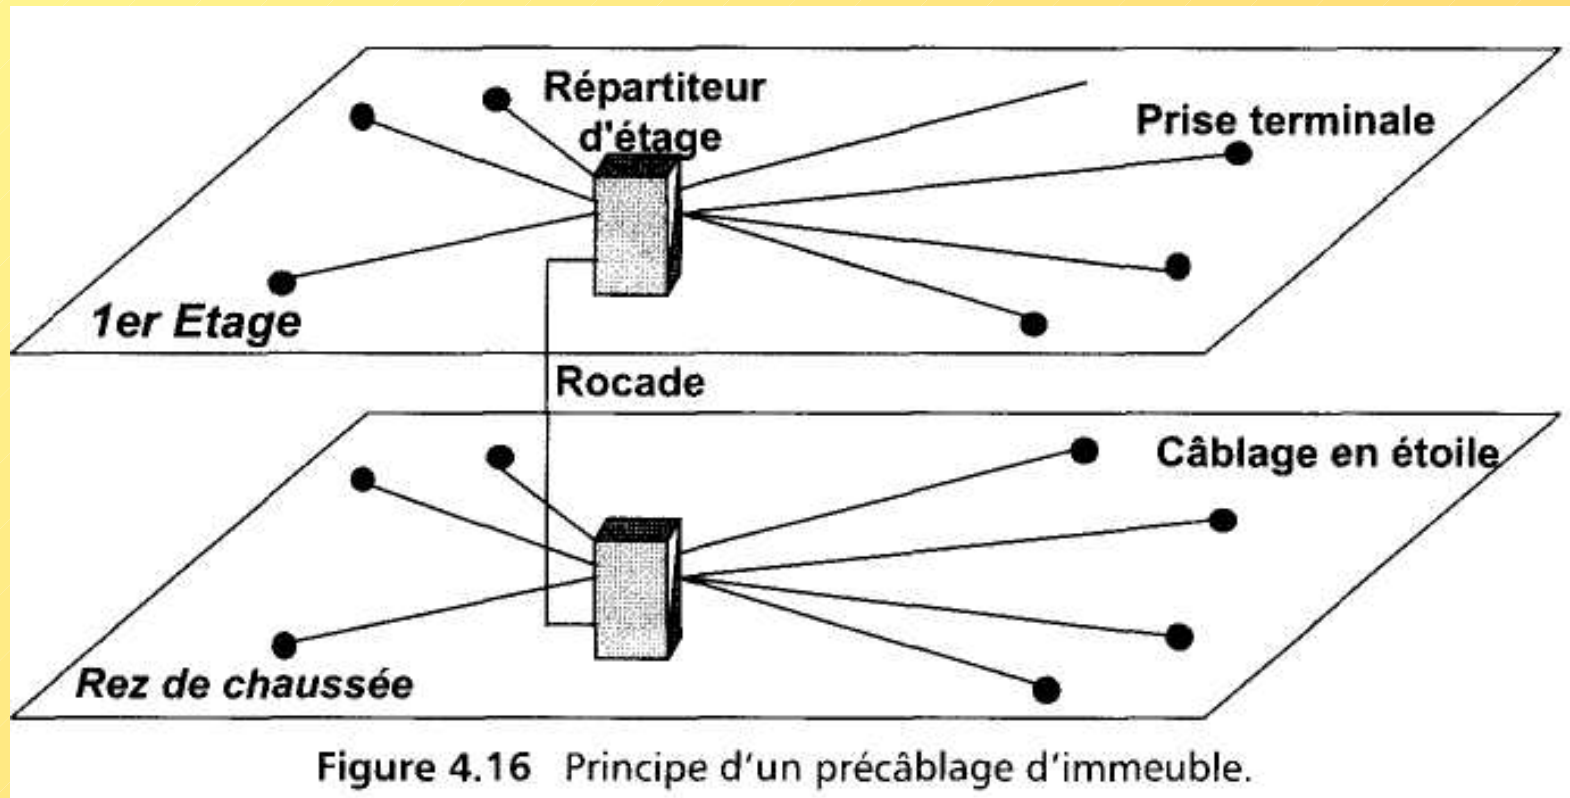 Répartiteur
d'étage
Prise terminale
1er Etage
Rocade
Câblage en étoile
Rez de chaussée
Figure 4.16 Principe d'un précâblage d'immeuble.